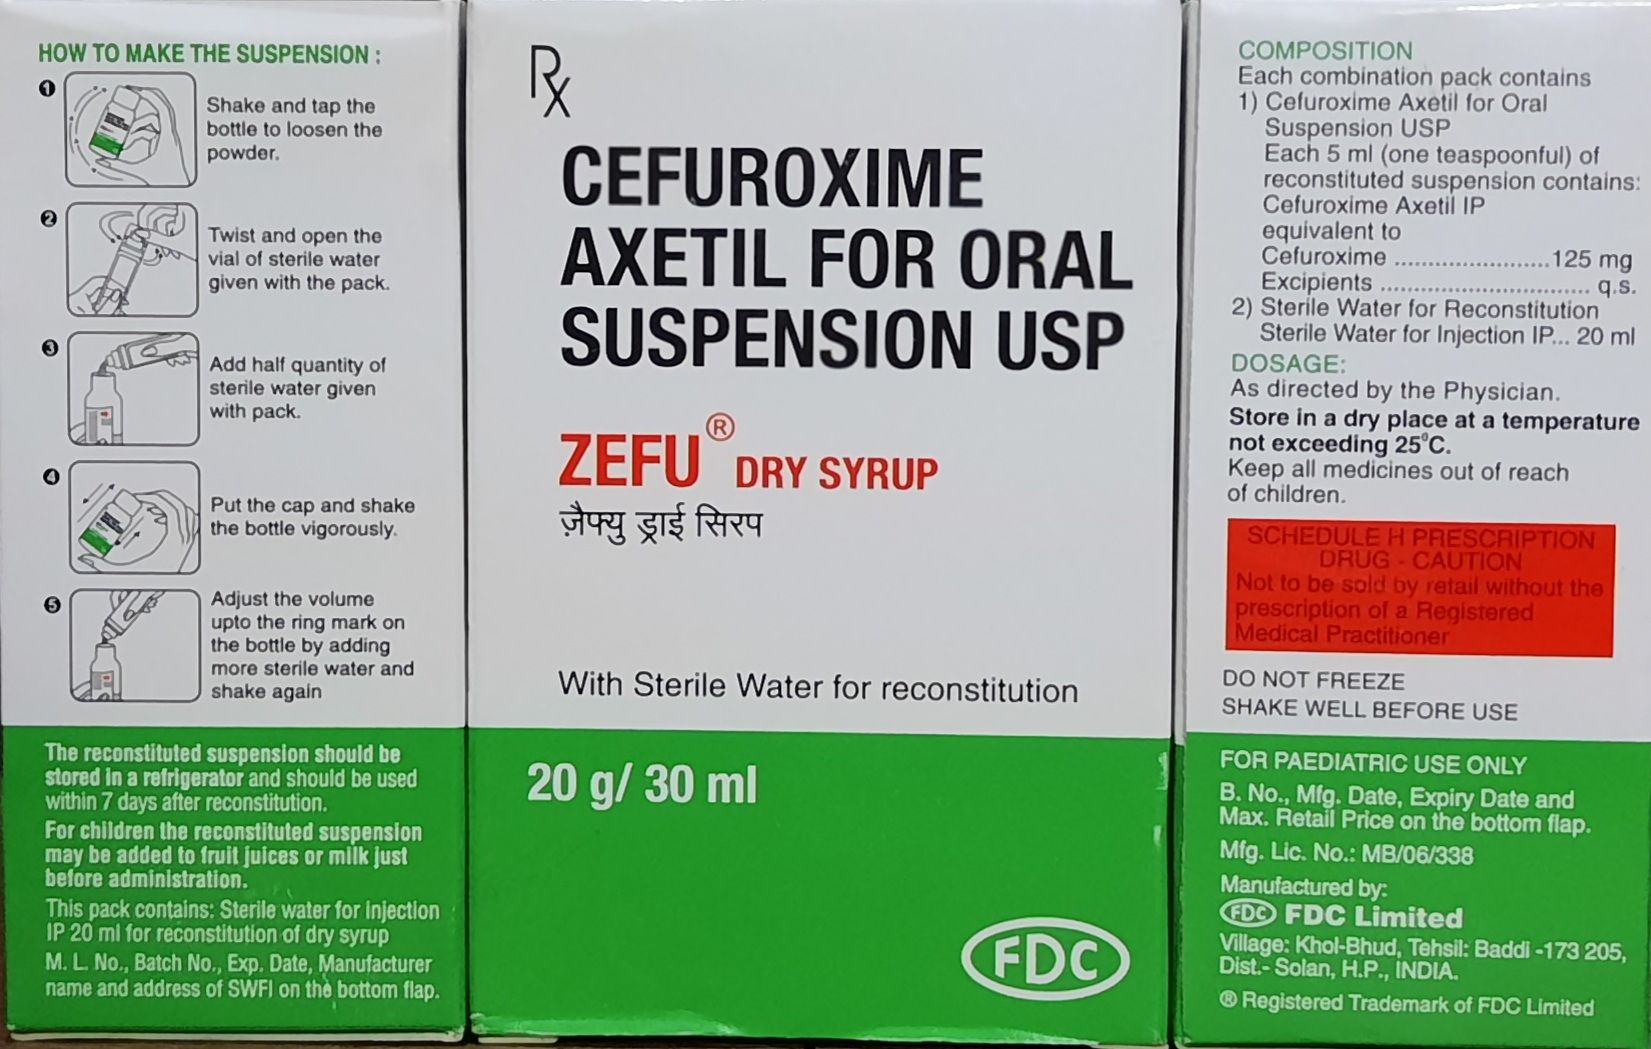 HOW TO MAKE THE SUSPENSION :
1
Shake and tap the
bottle to loosen the
powder.
2
Twist and open the
vial of sterile water
given with the pack.
3
Add half quantity of
sterile water given
with pack.
4
Put the cap and shake
the bottle vigorously.
5
Adjust the volume
upto the ring mark on
the bottle by adding
more sterile water and
shake again
The reconstituted suspension should be
stored in a refrigerator and should be used
within 7 days after reconstitution.
For children the reconstituted suspension
may be added to fruit juices or milk just
before administration.
This pack contains: Sterile water for Injection
IP 20 ml for reconstitution of dry syrup
M. L. No., Batch No., Exp. Date, Manufacturer
name and address of SWFI on the bottom flap.
Rx
CEFUROXIME
AXETIL FOR ORAL
SUSPENSION USP
ZEFU® DRY SYRUP
ज़ैफ्यु ड्राई सिरप
With Sterile Water for reconstitution
20 g/ 30 ml
FDC
COMPOSITION
Each combination pack contains
1) Cefuroxime Axetil for Oral
Suspension USP
Each 5 ml (one teaspoonful) of
reconstituted suspension contains:
Cefuroxime Axetil IP
equivalent to
Cefuroxime .......................125 mg
Excipients ............................... q.s.
2) Sterile Water for Reconstitution
Sterile Water for Injection IP... 20 ml
DOSAGE:
As directed by the Physician.
Store in a dry place at a temperature
not exceeding 25°C.
Keep all medicines out of reach
of children.
SCHEDULE H PRESCRIPTION
DRUG - CAUTION
Not to be sold by retail without the
prescription of a Registered
Medical Practitioner
DO NOT FREEZE
SHAKE WELL BEFORE USE
FOR PAEDIATRIC USE ONLY
B. No., Mfg. Date, Expiry Date and
Max. Retail Price on the bottom flap.
Mfg. Lic. No.: MB/06/338
Manufactured by:
FDC FDC Limited
Village: Khol-Bhud, Tehsil: Baddi -173 205,
Dist.- Solan, H.P., INDIA.
® Registered Trademark of FDC Limited